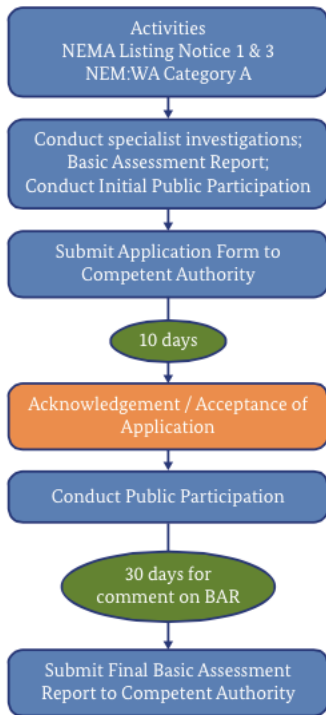 Activities
NEMA Listing Notice 1 & 3
NEM:WA Category A
Conduct specialist investigations;
Basic Assessment Report;
Conduct Initial Public Participation
Submit Application Form to
Competent Authority
10 days
Acknowledgement / Acceptance of
Application
Conduct Public Participation
30 days for
comment on BAR
Submit Final Basic Assessment
Report to Competent Authority